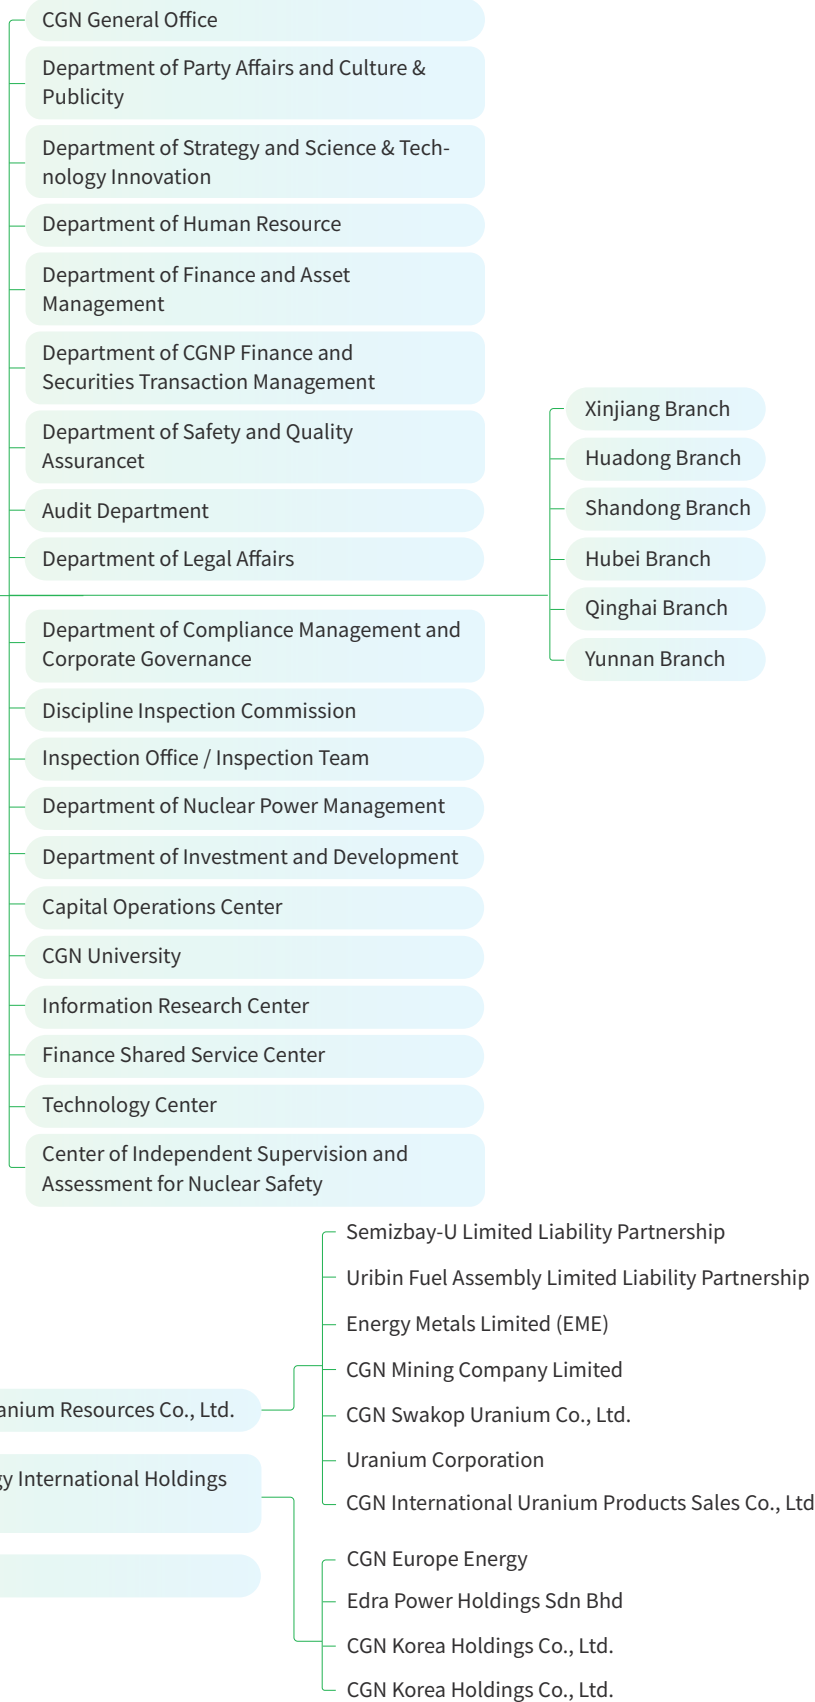 CGN General Office
Department of Party Affairs and Culture &
Publicity
Department of Strategy and Science & Tech-
nology Innovation
Department of Human Resource
Department of Finance and Asset
Management
Department of CGNP Finance and
Securities Transaction Management
Department of Safety and Quality
Assurancet
Audit Department
Department of Legal Affairs
Department of Compliance Management and
Corporate Governance
Discipline Inspection Commission
Inspection Office / Inspection Team
Department of Nuclear Power Management
Department of Investment and Development
Capital Operations Center
CGN University
Information Research Center
Finance Shared Service Center
Technology Center
Center of Independent Supervision and
Assessment for Nuclear Safety
Xinjiang Branch
Huadong Branch
Shandong Branch
Hubei Branch
Qinghai Branch
Yunnan Branch
Resources Co., Ltd.
Semizbay-U Limited Liability Partnership
Uribin Fuel Assembly Limited Liability Partnership
Energy Metals Limited (EME)
CGN Mining Company Limited
CGN Swakop Uranium Co., Ltd.
Uranium Corporation
CGN International Uranium Products Sales Co., Ltd
International Holdings
CGN Europe Energy
Edra Power Holdings Sdn Bhd
CGN Korea Holdings Co., Ltd.
CGN Korea Holdings Co., Ltd.